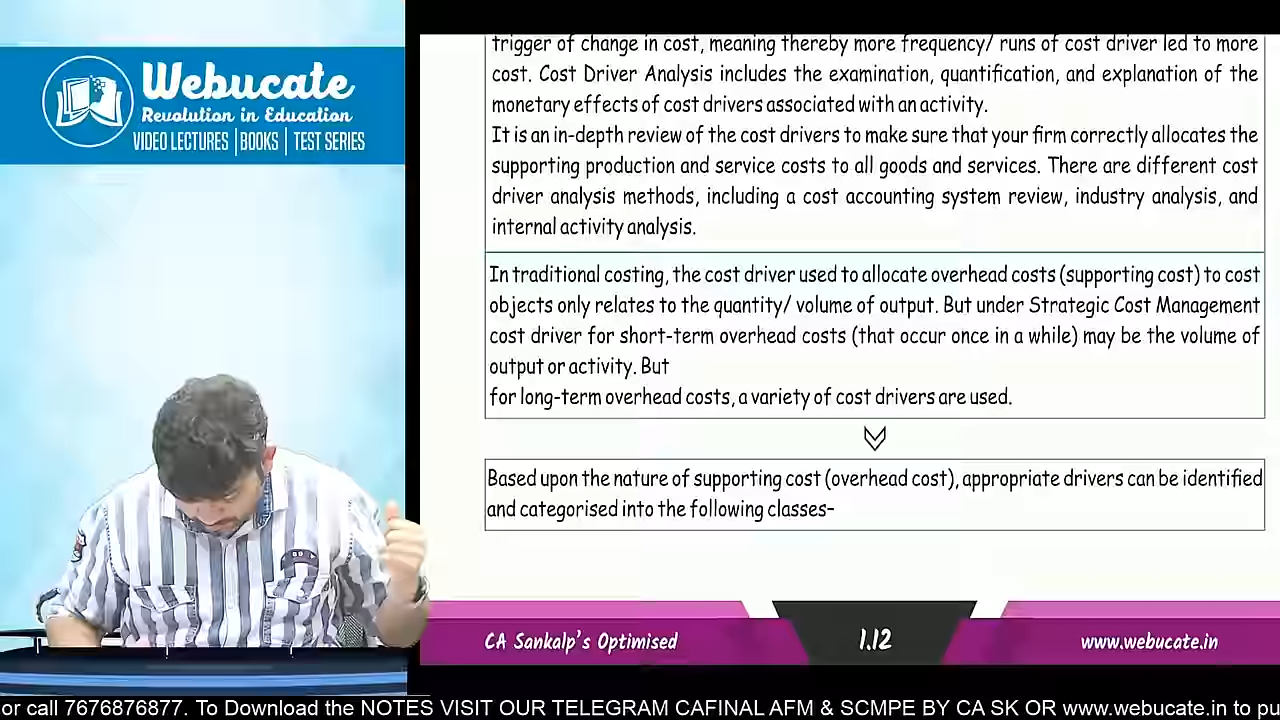 Webucate
Revolution in Education
VIDEO LECTURES | BOOKS | TEST SERIES
trigger of change in cost, meaning thereby more frequency/ runs of cost driver led to more
cost. Cost Driver Analysis includes the examination, quantification, and explanation of the
monetary effects of cost drivers associated with an activity.
It is an in-depth review of the cost drivers to make sure that your firm correctly allocates the
supporting production and service costs to all goods and services. There are different cost
driver analysis methods, including a cost accounting system review, industry analysis, and
internal activity analysis.
In traditional costing, the cost driver used to allocate overhead costs (supporting cost) to cost
objects only relates to the quantity/ volume of output. But under Strategic Cost Management
cost driver for short-term overhead costs (that occur once in a while) may be the volume of
output or activity. But
for long-term overhead costs, a variety of cost drivers are used.
Based upon the nature of supporting cost (overhead cost), appropriate drivers can be identified
and categorised into the following classes-
CA Sankalp's Optimised
1.12
www.webucate.in
or call 7676876877. To Download the NOTES VISIT OUR TELEGRAM CAFINAL AFM & SCMPE BY CA SK OR www.webucate.in to pu